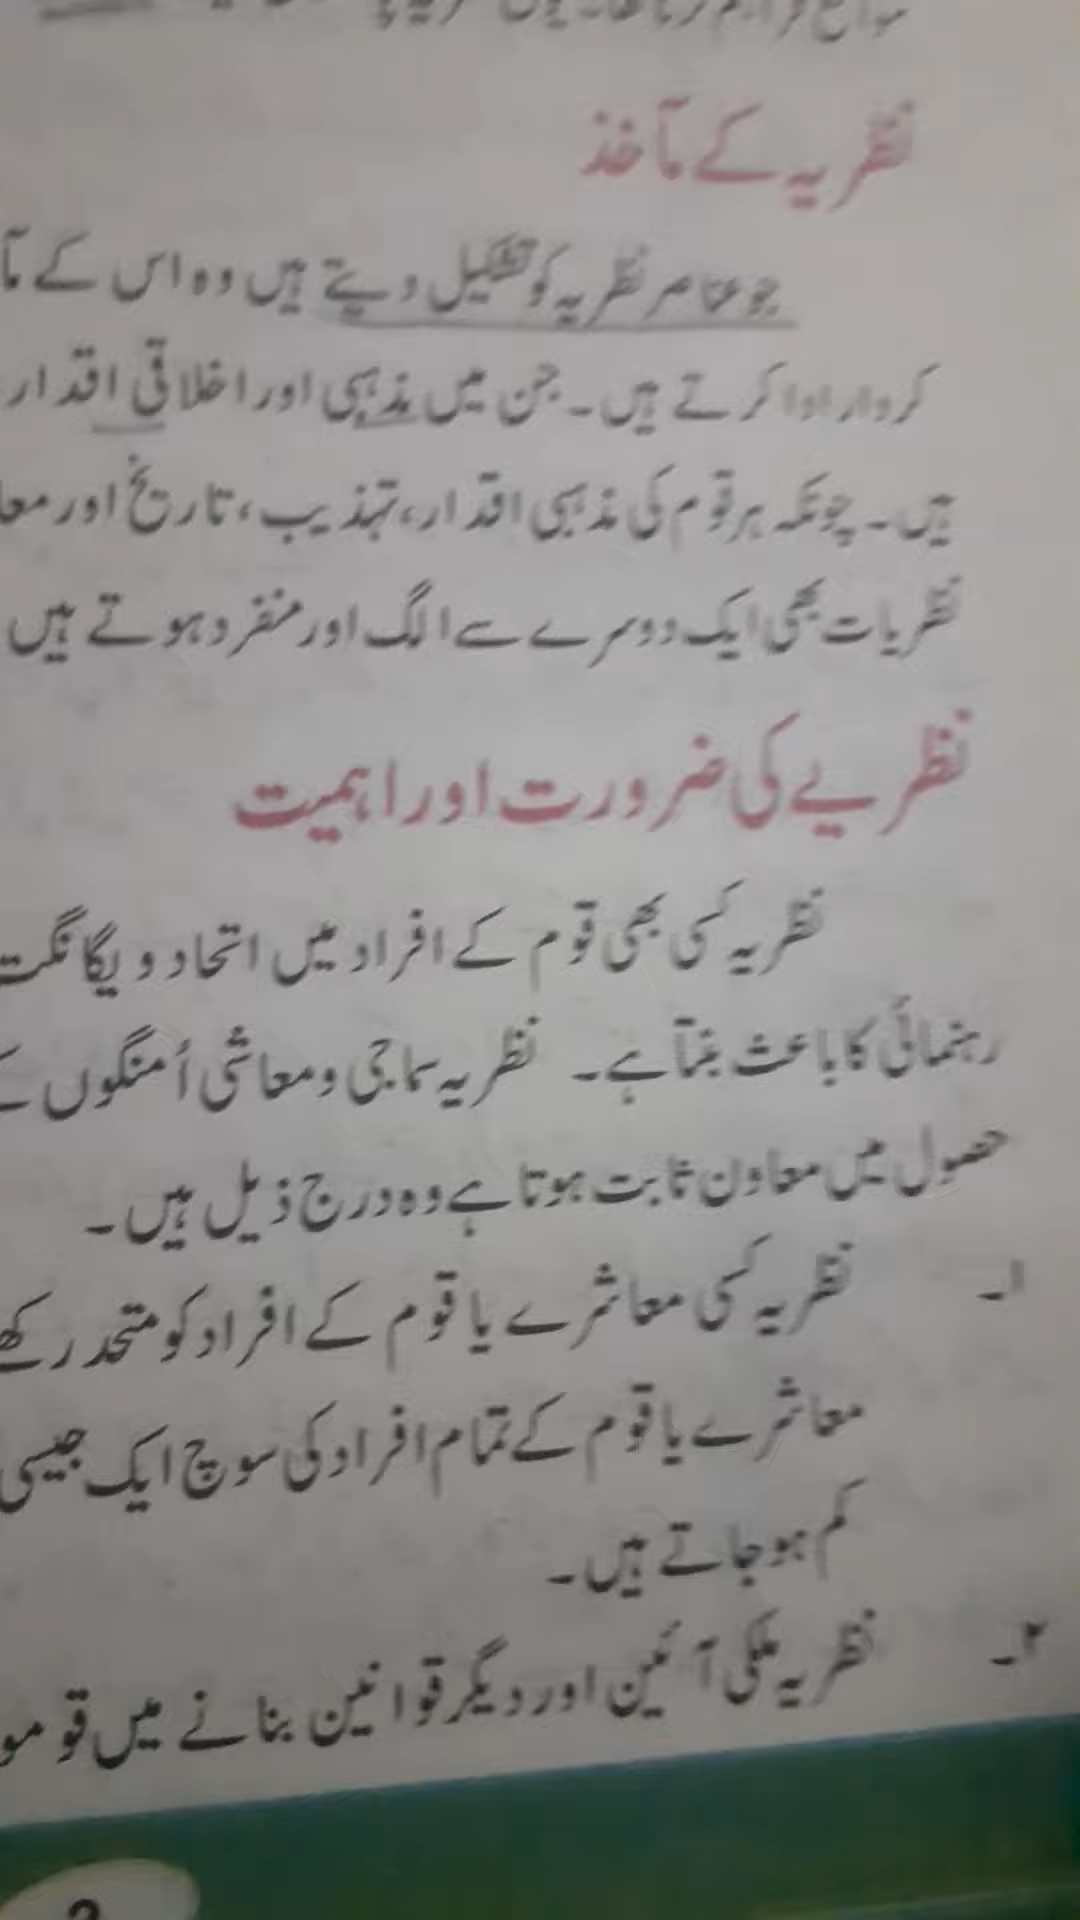 نظریہ کے مآخذ
جو عناصر نظریہ کو تشکیل دیتے ہیں وہ اس کے
کردار ادا کرتے ہیں۔ جن میں مذہبی اور اخلاقی اقدار
ہیں۔ چونکہ ہر قوم کی مذہبی اقدار، تہذیب، تاریخ اور
نظریات بھی ایک دوسرے سے الگ اور منفرد ہوتے ہیں
نظریے کی ضرورت اور اہمیت
نظریہ کسی بھی قوم کے افراد میں اتحاد و یگانگت
رہنمائی کا باعث بنتا ہے۔ نظریہ سماجی و معاشی اُمنگوں
حصول میں معاون ثابت ہوتا ہے وہ درج ذیل ہیں۔
۱۔ نظریہ کسی معاشرے یا قوم کے افراد کو متحد
معاشرے یا قوم کے تمام افراد کی سوچ ایک جیسی
کم ہو جاتے ہیں۔
۲۔ نظریہ ملکی آئین اور دیگر قوانین بنانے میں